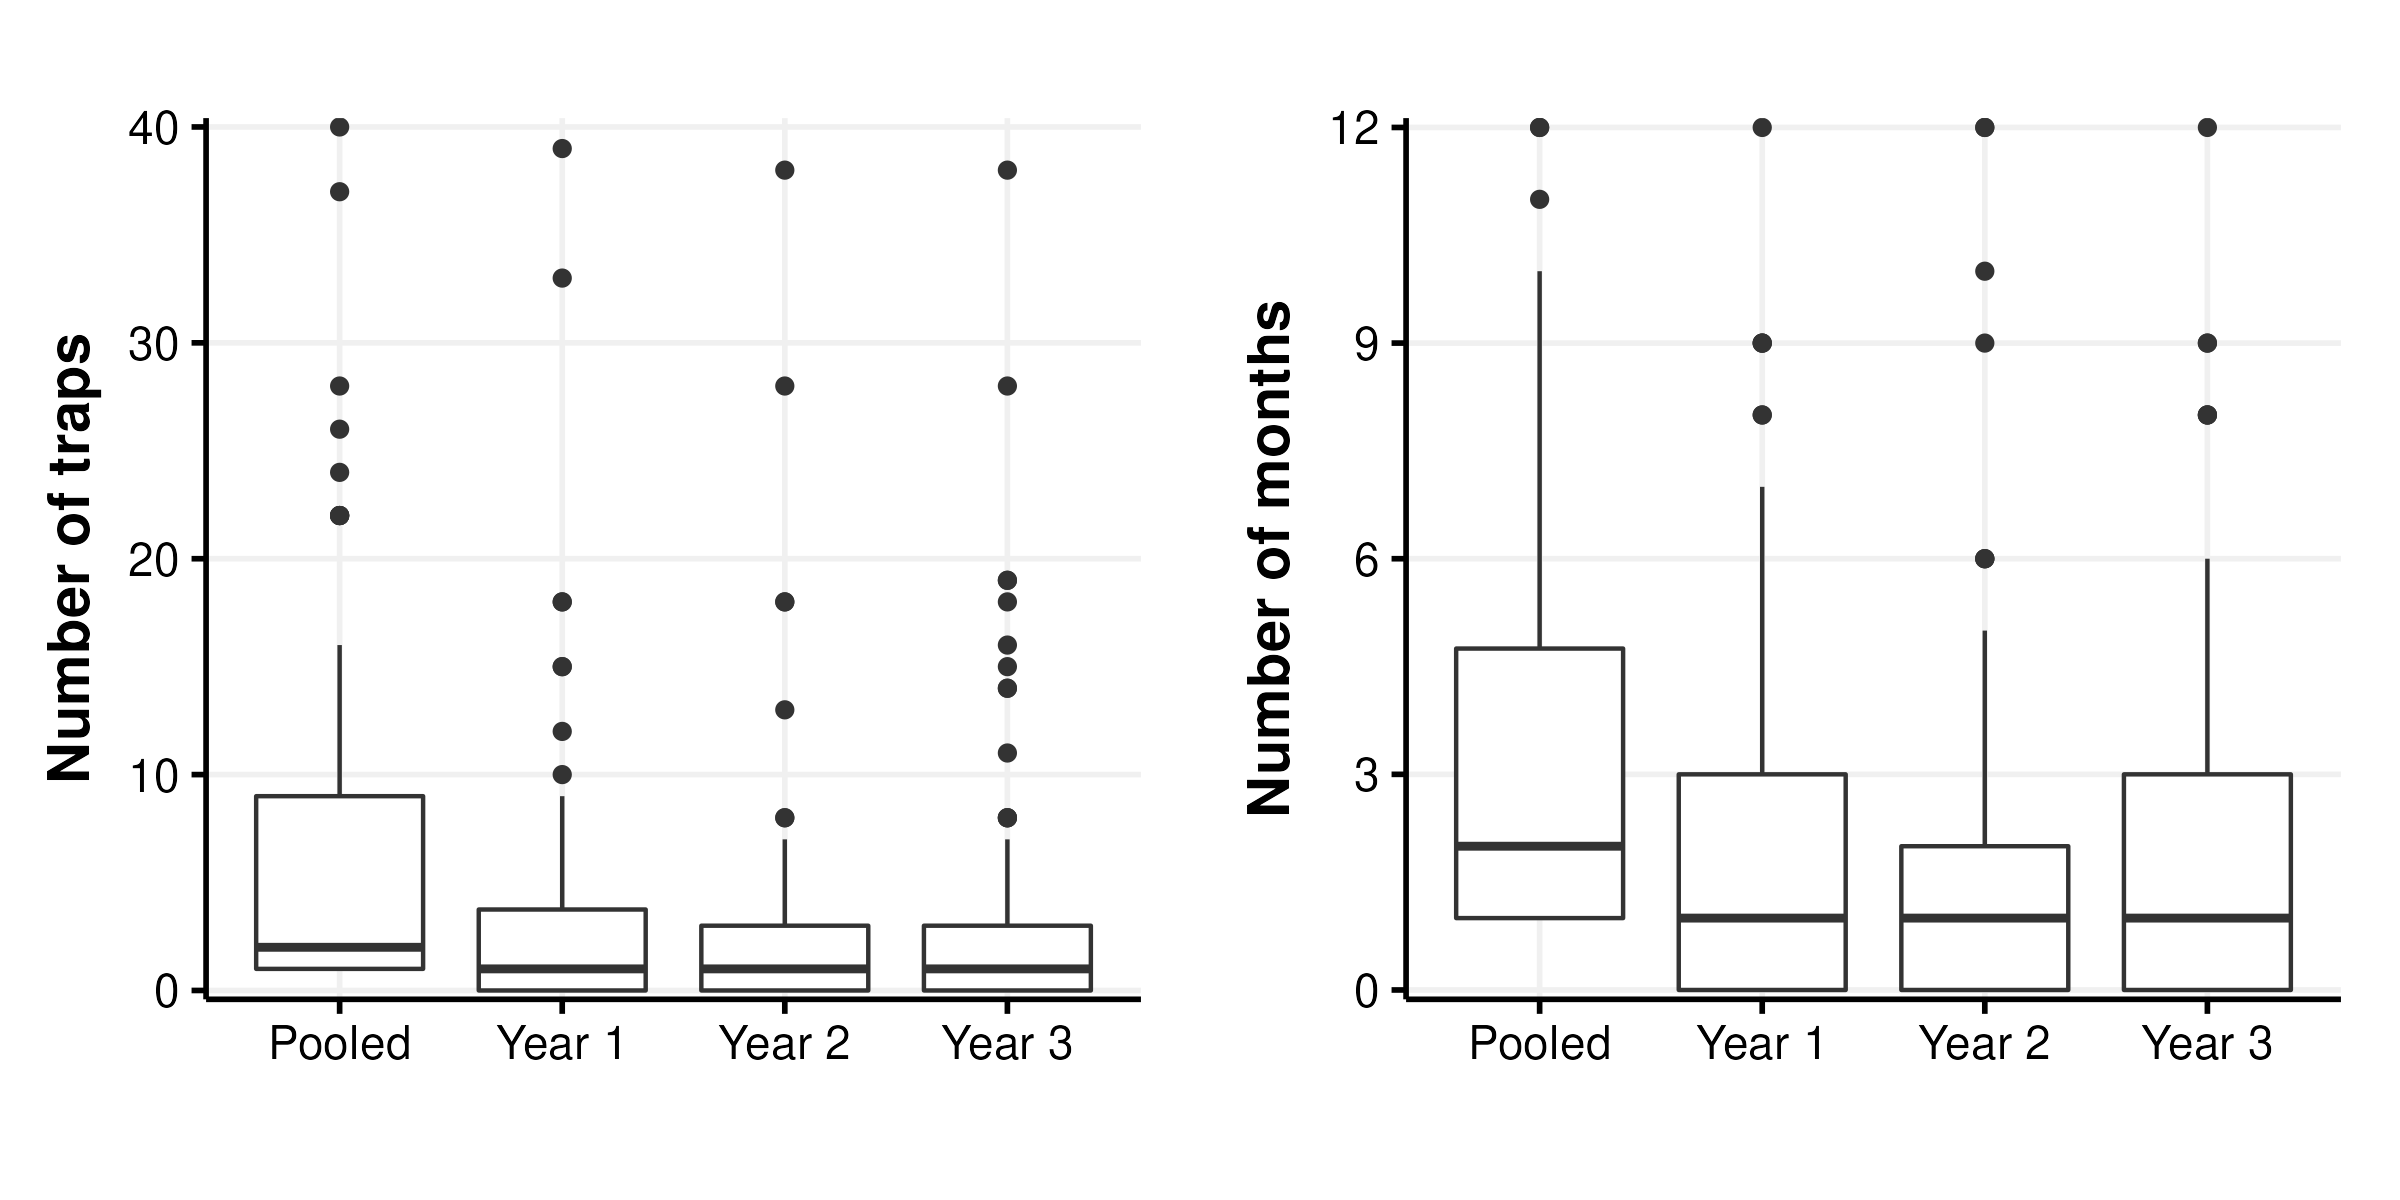 Number of traps
40
30
20
10
0
Pooled Year 1 Year 2 Year 3
Number of months
12
9
6
3
0
Pooled Year 1 Year 2 Year 3